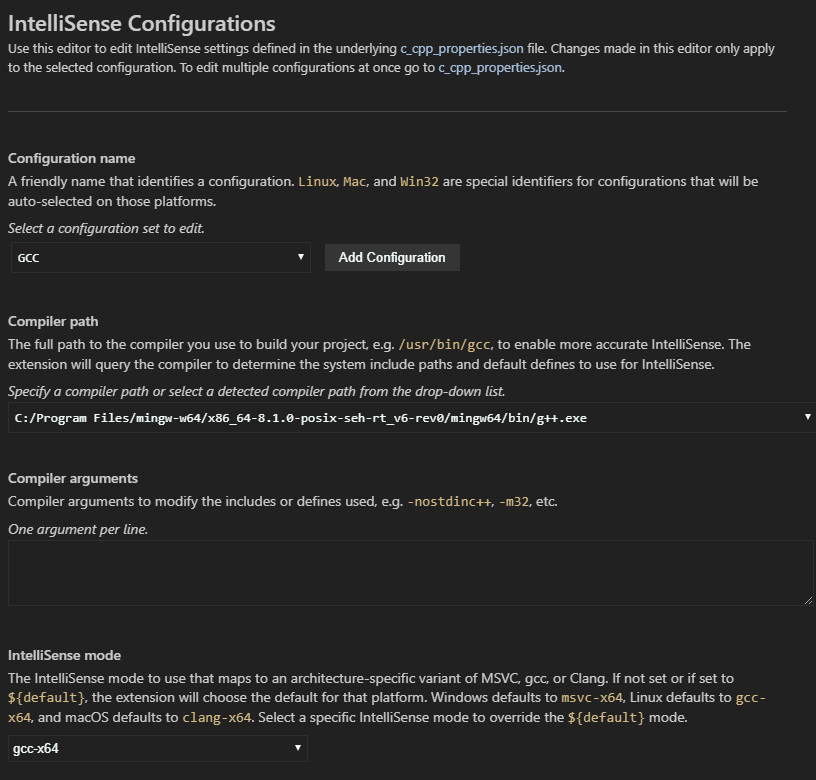 IntelliSense Configurations
Use this editor to edit IntelliSense settings defined in the underlying c_cpp_properties.json file. Changes made in this editor only apply
to the selected configuration. To edit multiple configurations at once go to c_cpp_properties.json.
Configuration name
A friendly name that identifies a configuration. Linux, Mac, and Win32 are special identifiers for configurations that will be
auto-selected on those platforms.
Select a configuration set to edit.
GCC
Add Configuration
Compiler path
The full path to the compiler you use to build your project, e.g. /usr/bin/gcc, to enable more accurate IntelliSense. The
extension will query the compiler to determine the system include paths and default defines to use for IntelliSense.
Specify a compiler path or select a detected compiler path from the drop-down list.
C:/Program Files/mingw-w64/x86_64-8.1.0-posix-seh-rt_v6-rev0/mingw64/bin/g++.exe
Compiler arguments
Compiler arguments to modify the includes or defines used, e.g. -nostdinc++, -m32, etc.
One argument per line.
IntelliSense mode
The IntelliSense mode to use that maps to an architecture-specific variant of MSVC, gcc, or Clang. If not set or if set to
${default}, the extension will choose the default for that platform. Windows defaults to msvc-x64, Linux defaults to gcc-
x64, and macOS defaults to clang-x64. Select a specific IntelliSense mode to override the ${default} mode.
gcc-x64